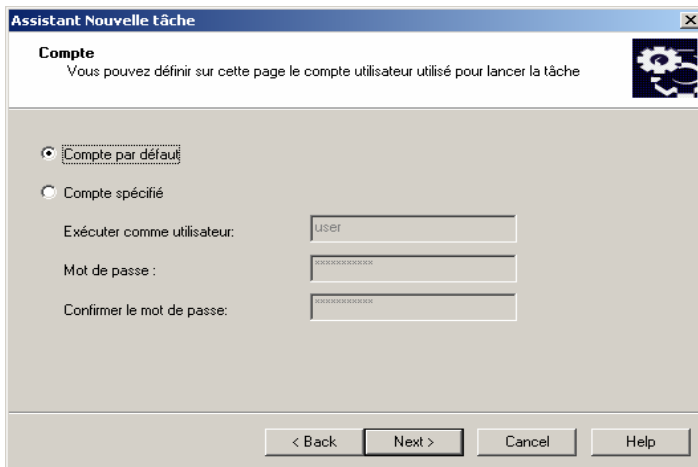 Assistant Nouvelle tâche
Compte
Vous pouvez définir sur cette page le compte utilisateur utilisé pour lancer la tâche
Compte par défaut
Compte spécifié
Exécuter comme utilisateur: user
Mot de passe : ***********
Confirmer le mot de passe: ***********
< Back Next > Cancel Help